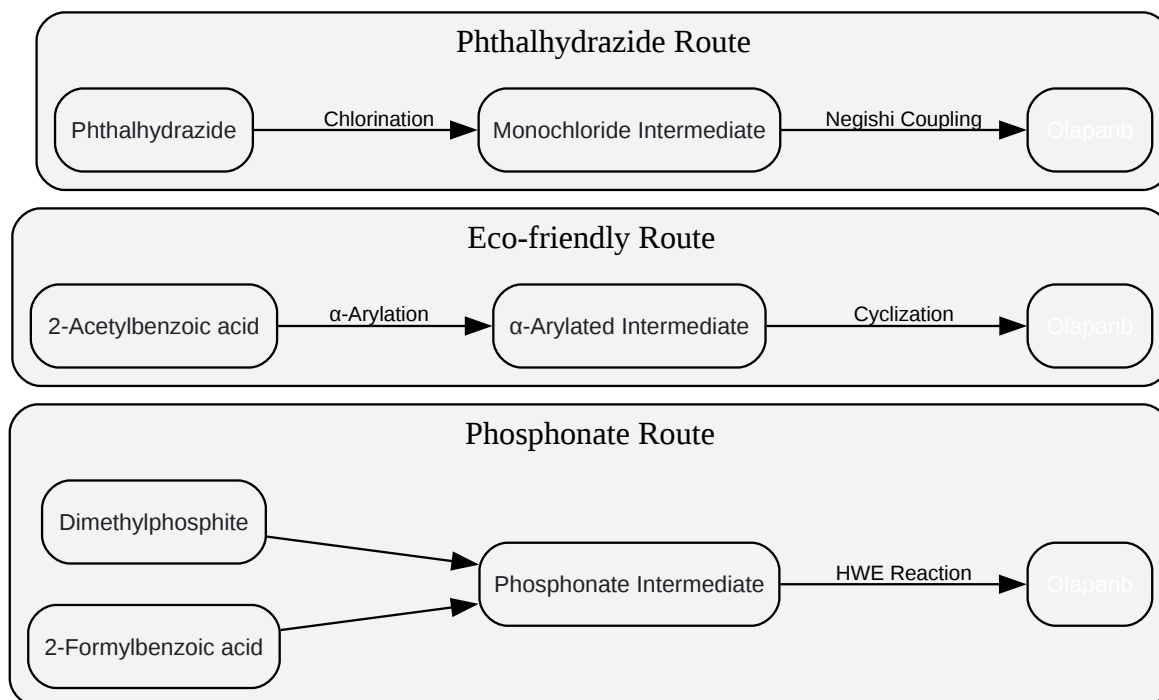 Phthalhydrazide Route
Phthalhydrazide
Chlorination
Monochloride Intermediate
Negishi Coupling
Olaparib
Eco-friendly Route
2-Acetylbenzoic acid
α-Arylation
α-Arylated Intermediate
Cyclization
Olaparib
Phosphonate Route
Dimethylphosphite
2-Formylbenzoic acid
Phosphonate Intermediate
HWE Reaction
Olaparib